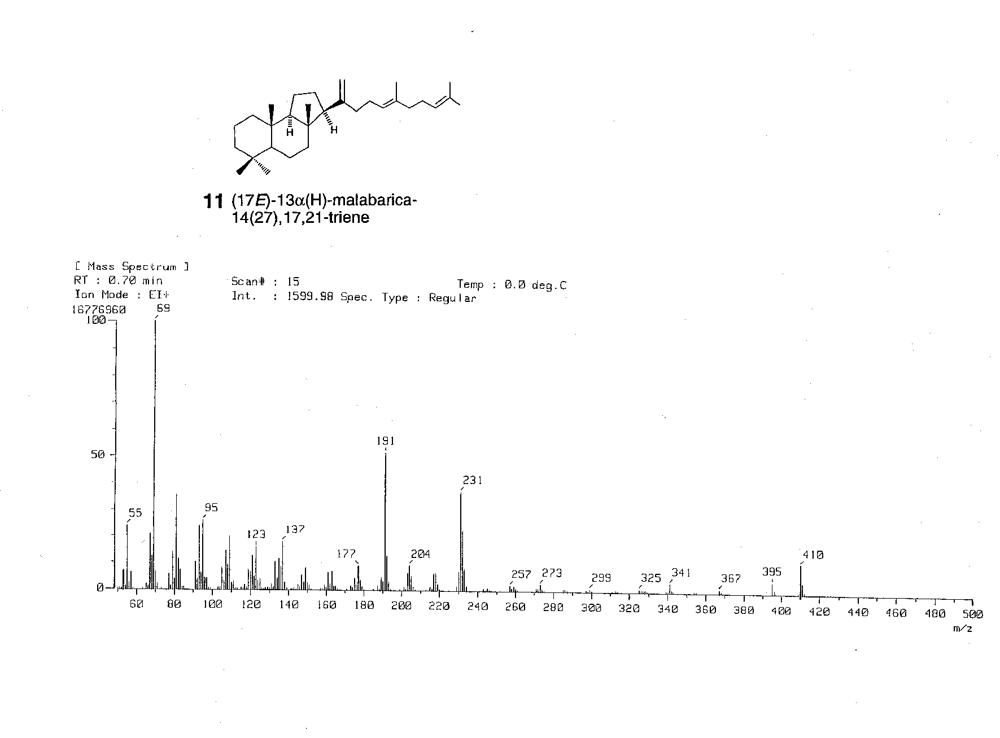 H
H
11 (17E)-13α(H)-malabarica-
14(27),17,21-triene
[ Mass Spectrum ]
RT : 0.70 min Scan# : 15 Temp : 0.0 deg.C
Ion Mode : EI+ Int. : 1599.98 Spec. Type : Regular
16776960 69
100
191
50
231
95
55
137
123
177 204 410
257 273 299 325 341 367 395
0
60 80 100 120 140 160 180 200 220 240 260 280 300 320 340 360 380 400 420 440 460 480 500
m/z